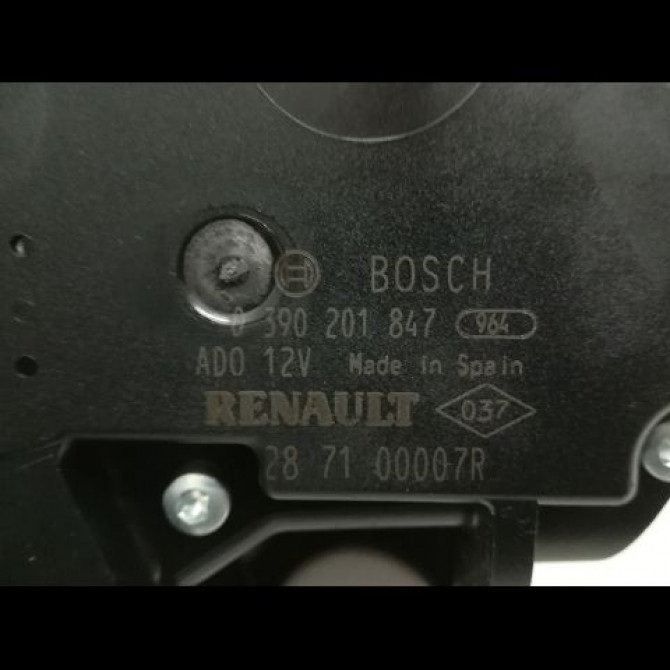 BOSCH
0 390 201 847 964
ADO 12V Made in Spain
RENAULT 037
28 71 00007R